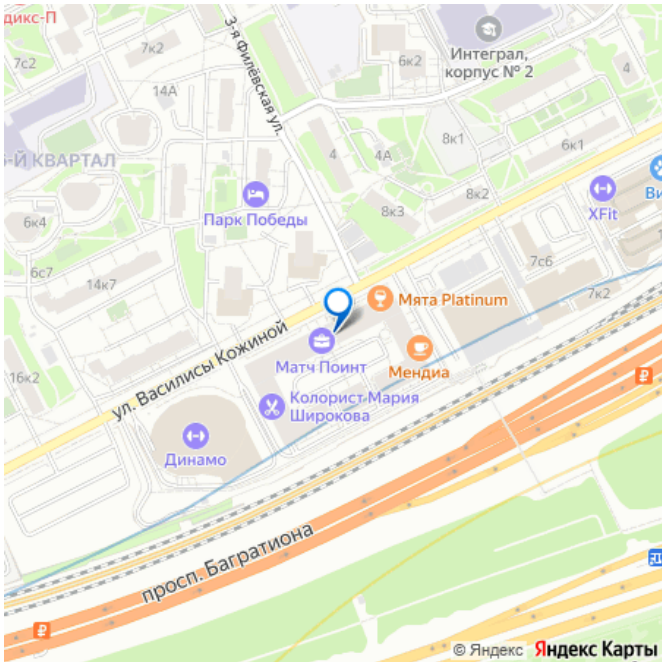 дикс-П
7с2
7к2
3-я Филёвская ул.
6к2
Интеграл,
корпус № 2
4
14А
4
4А
8к1
6к1
-Й КВАРТАЛ
8к2
XFit
Ви
Парк Победы
8к3
6к4
6с7
14к7
7с6
7к2
1
Мята Platinum
ул. Василисы Кожиной
Матч Поинт
Мендиа
16к2
Колорист Мария
Широкова
Динамо
просп. Багратиона
₽
₽
© Яндекс Яндекс Карты